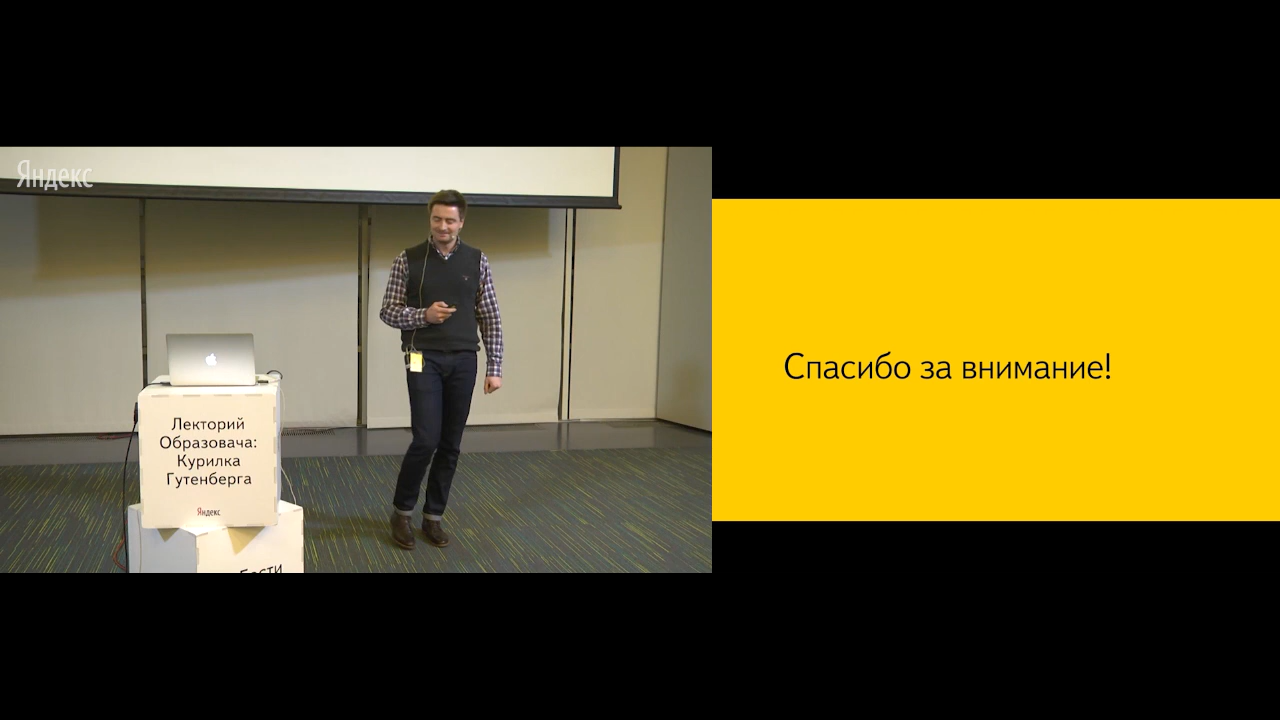 Яндекс
Лекторий
Образовача:
Курилка
Гутенберга
Яндекс
Спасибо за внимание!